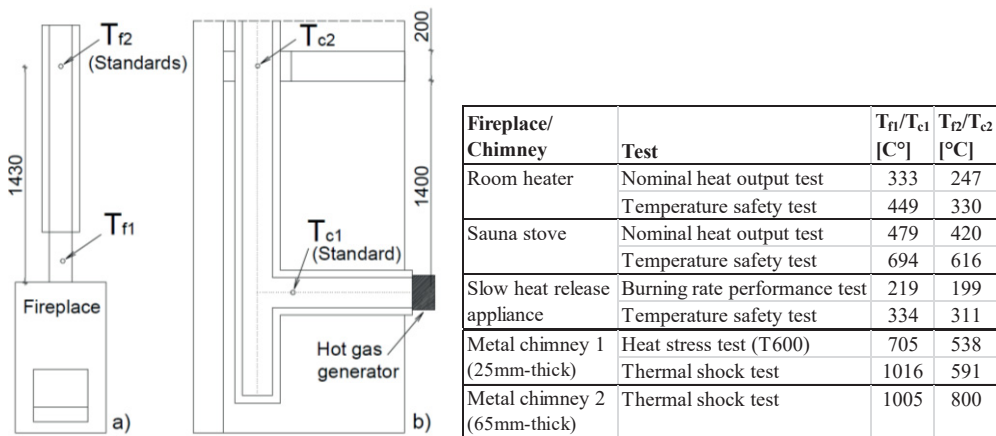 Tf2
(Standards)
1430
Tf1
Fireplace
a)
Tc2
200
1400
Tc1
(Standard)
Hot gas
generator
b)
Fireplace/ Tf1/Tc1 Tf2/Tc2
Chimney Test [C°] [°C]
Room heater Nominal heat output test 333 247
Temperature safety test 449 330
Sauna stove Nominal heat output test 479 420
Temperature safety test 694 616
Slow heat release Burning rate performance test 219 199
appliance Temperature safety test 334 311
Metal chimney 1 Heat stress test (T600) 705 538
(25mm-thick) Thermal shock test 1016 591
Metal chimney 2 Thermal shock test 1005 800
(65mm-thick)